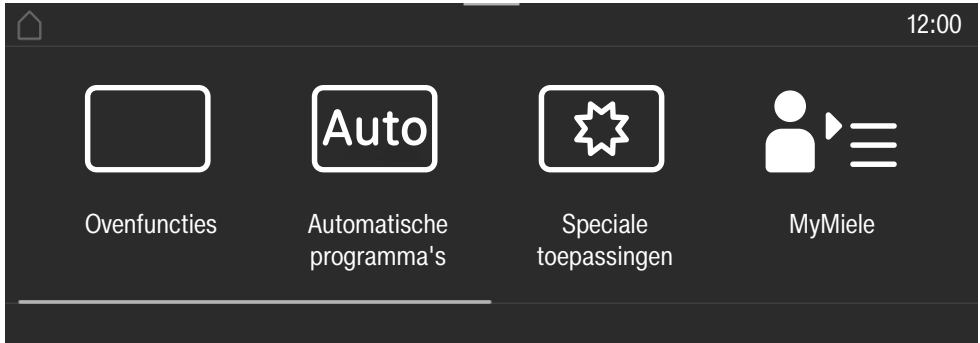 12:00
Auto
Ovenfuncties
Automatische
programma's
Speciale
toepassingen
MyMiele